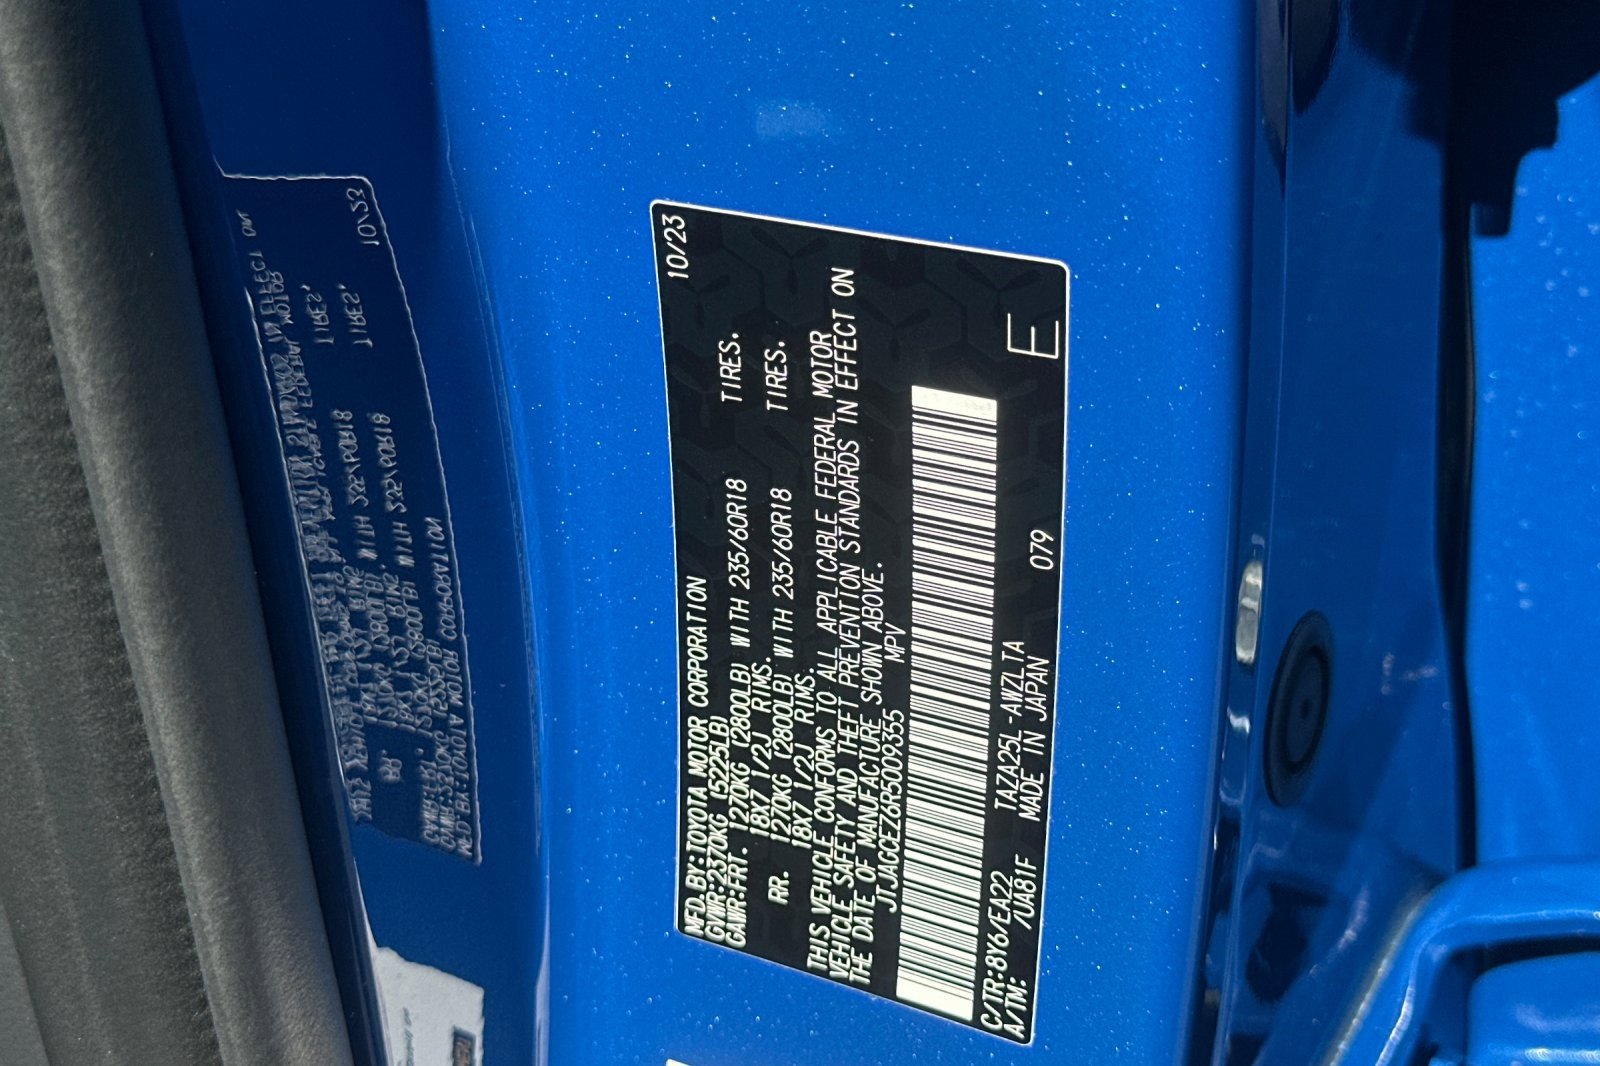 10/23
MFD. BY: TOYOTA MOTOR CORPORATION
GVWR: 2370KG (5225LB)
GAWR: FRT. 1270KG (2800LB) WITH 235/60R18 TIRES.
18X7 1/2J RIMS.
RR. 1270KG (2800LB) WITH 235/60R18 TIRES.
18X7 1/2J RIMS.
THIS VEHICLE CONFORMS TO ALL APPLICABLE FEDERAL MOTOR
VEHICLE SAFETY AND THEFT PREVENTION STANDARDS IN EFFECT ON
THE DATE OF MANUFACTURE SHOWN ABOVE.
JTJAGCEZ6R5009355 MPV
C/TR: 8Y6/EA22 TAZA25L-AWZLTA 079 E
A/TM: /UA81F MADE IN JAPAN